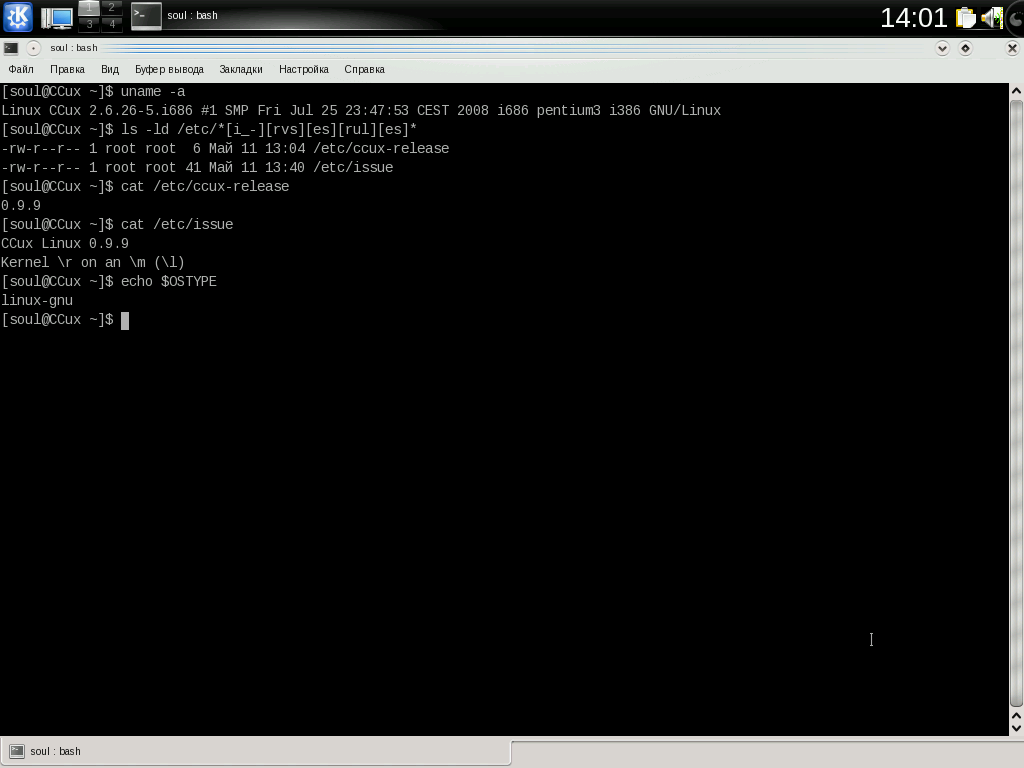 1 2
3 4
soul : bash
14:01
soul : bash
Файл Правка Вид Буфер вывода Закладки Настройка Справка
[soul@CCux ~]$ uname -a
Linux CCux 2.6.26-5.i686 #1 SMP Fri Jul 25 23:47:53 CEST 2008 i686 pentium3 i386 GNU/Linux
[soul@CCux ~]$ ls -ld /etc/*[i_-][rvs][es][rul][es]*
-rw-r--r-- 1 root root  6 Май 11 13:04 /etc/ccux-release
-rw-r--r-- 1 root root 41 Май 11 13:40 /etc/issue
[soul@CCux ~]$ cat /etc/ccux-release
0.9.9
[soul@CCux ~]$ cat /etc/issue
CCux Linux 0.9.9
Kernel \r on an \m (\l)
[soul@CCux ~]$ echo $OSTYPE
linux-gnu
[soul@CCux ~]$
soul : bash